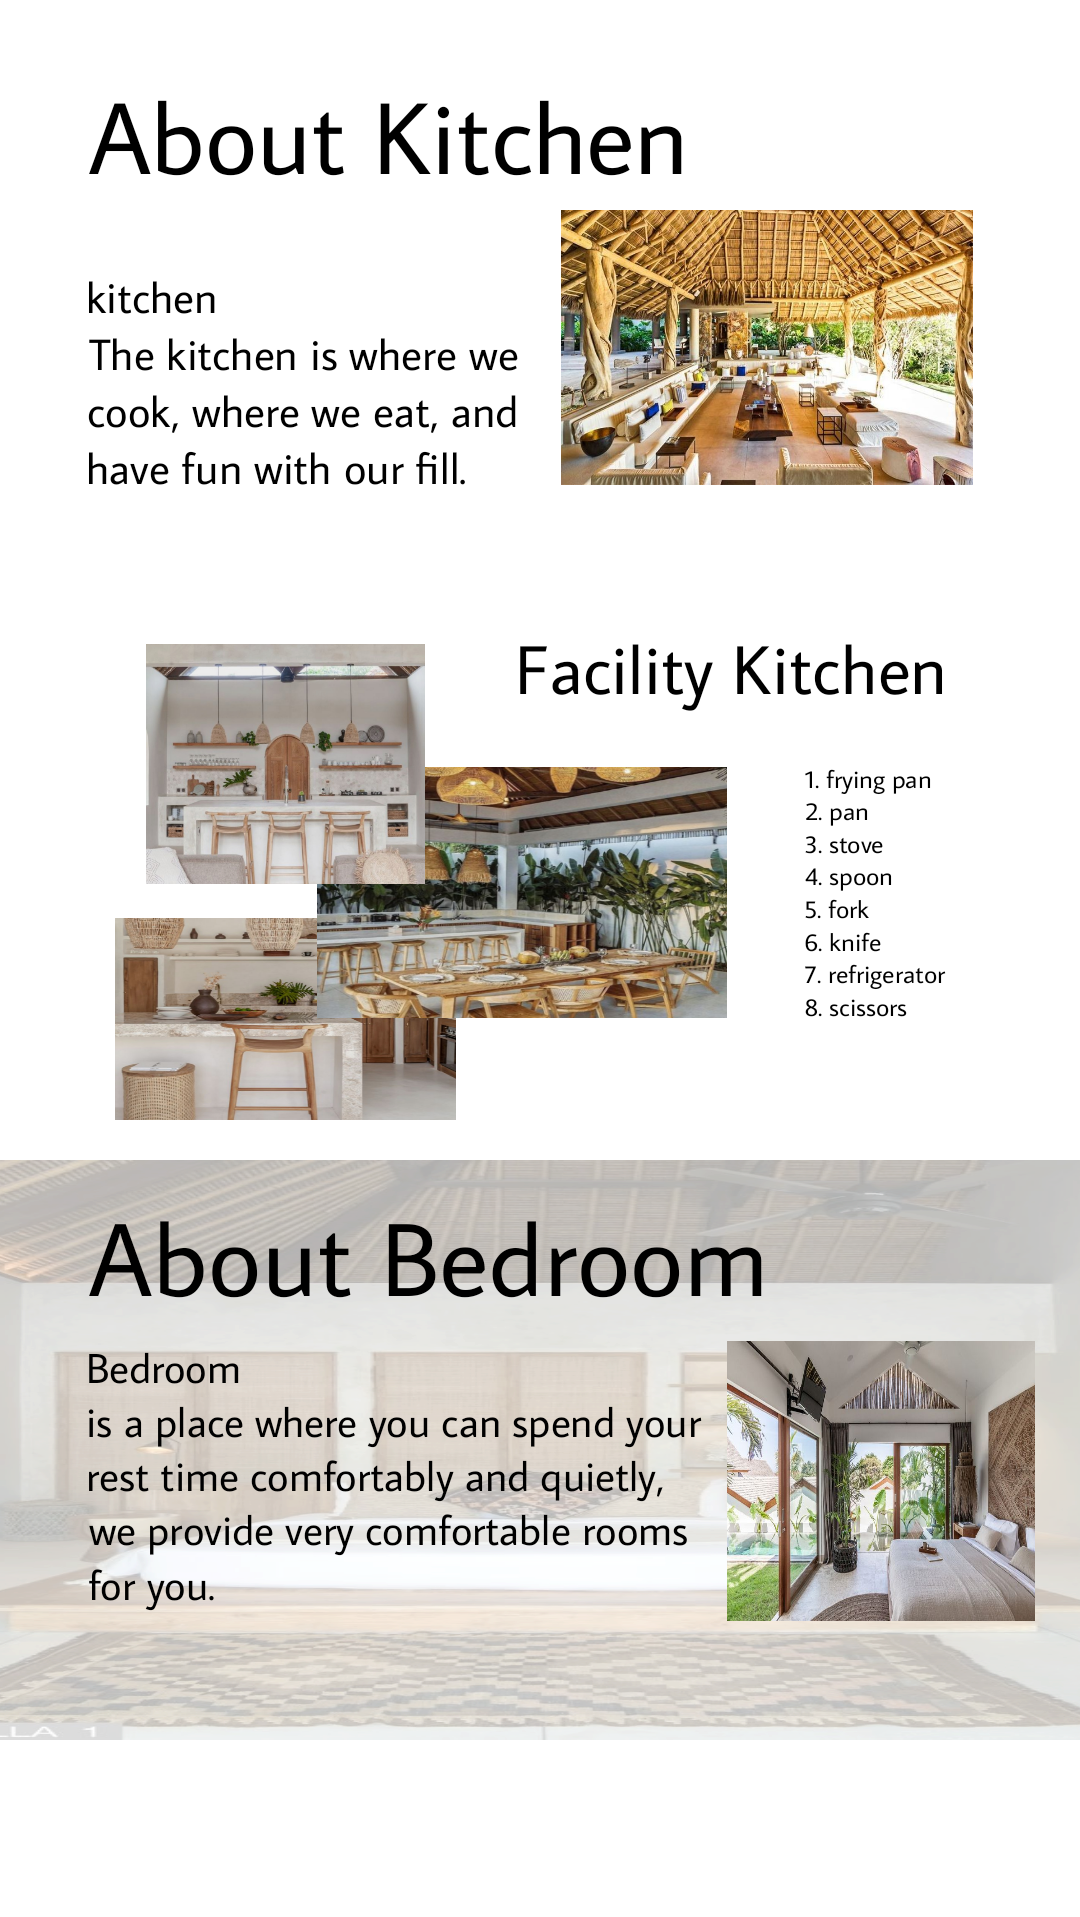 About Kitchen
kitchen
The kitchen is where we
cook, where we eat, and
have fun with our fill.
Facility Kitchen
1. frying pan
2. pan
3. stove
4. spoon
5. fork
6. knife
7. refrigerator
8. scissors
About Bedroom
Bedroom
is a place where you can spend your
rest time comfortably and quietly,
we provide very comfortable rooms
for you.
LLA 1